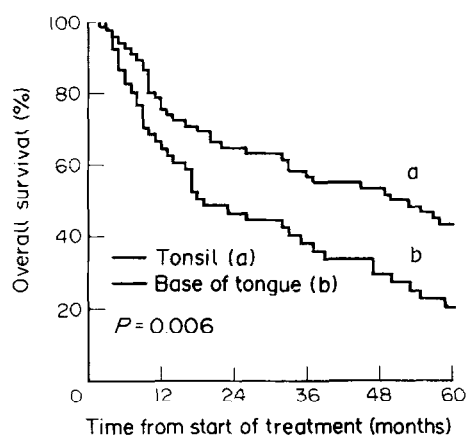 100
80
60
40
20
0
12
24
36
48
60
Overall survival (%)
Time from start of treatment (months)
a
b
Tonsil (a)
Base of tongue (b)
P = 0.006